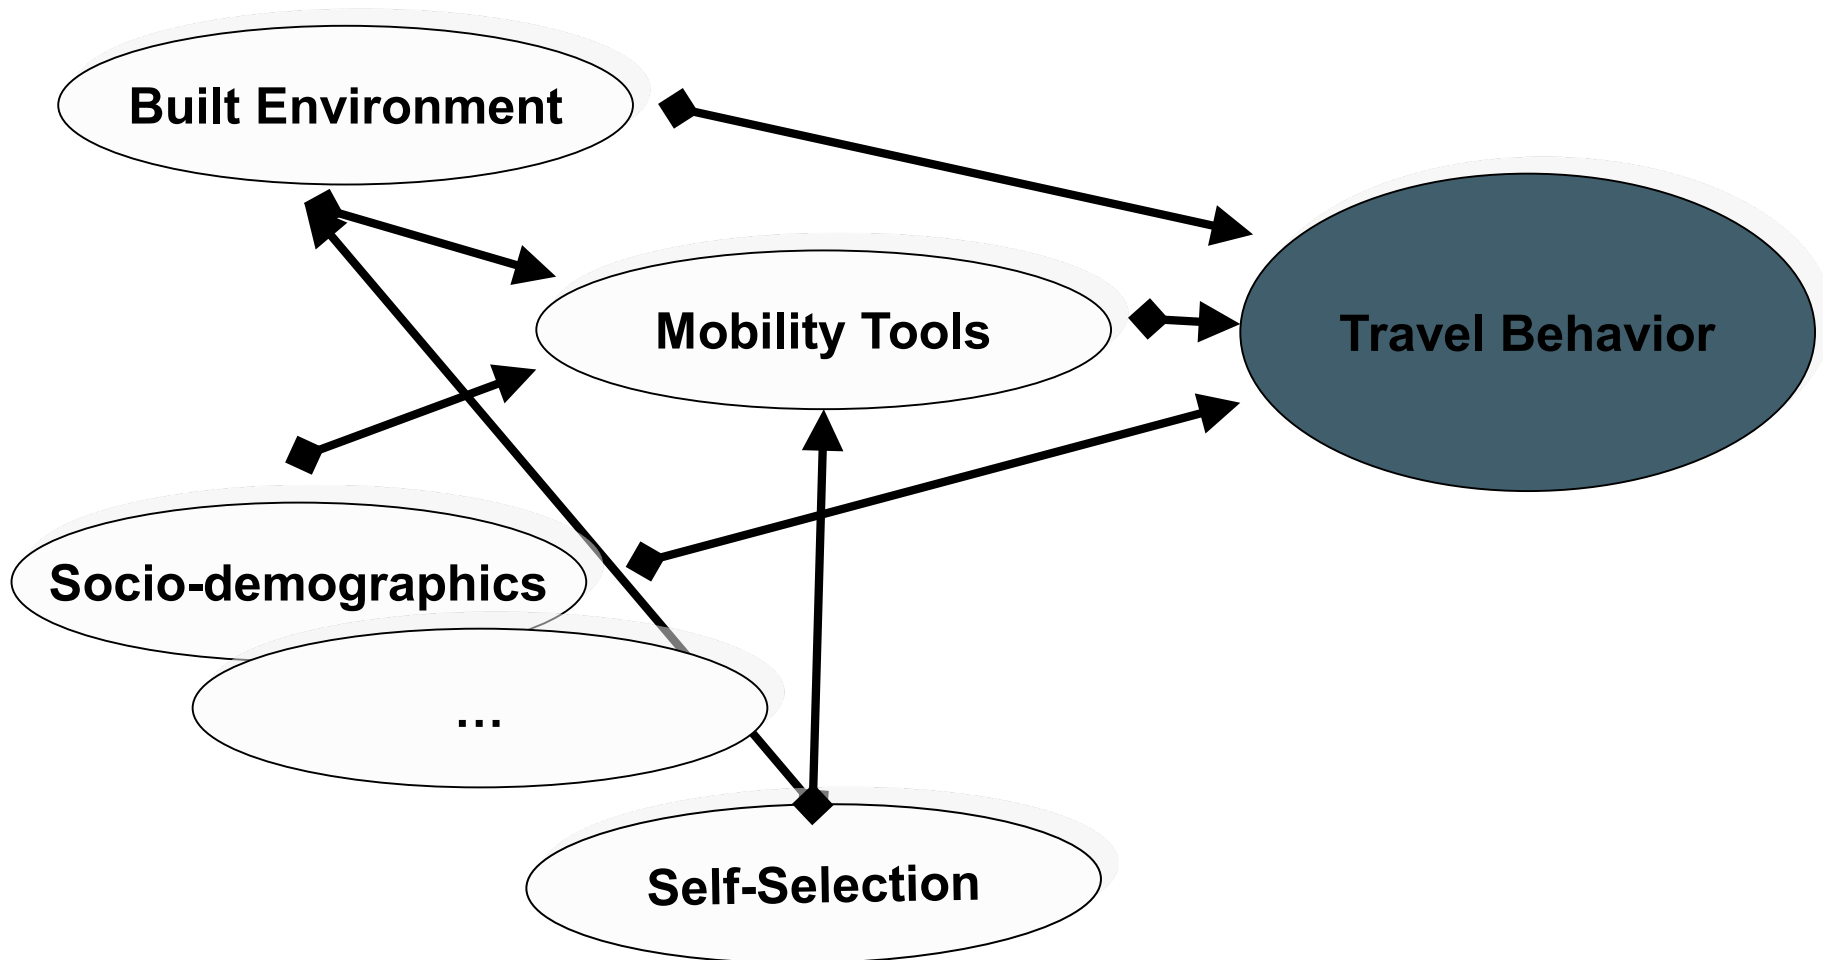 Built Environment
Mobility Tools
Travel Behavior
Socio-demographics
…
Self-Selection